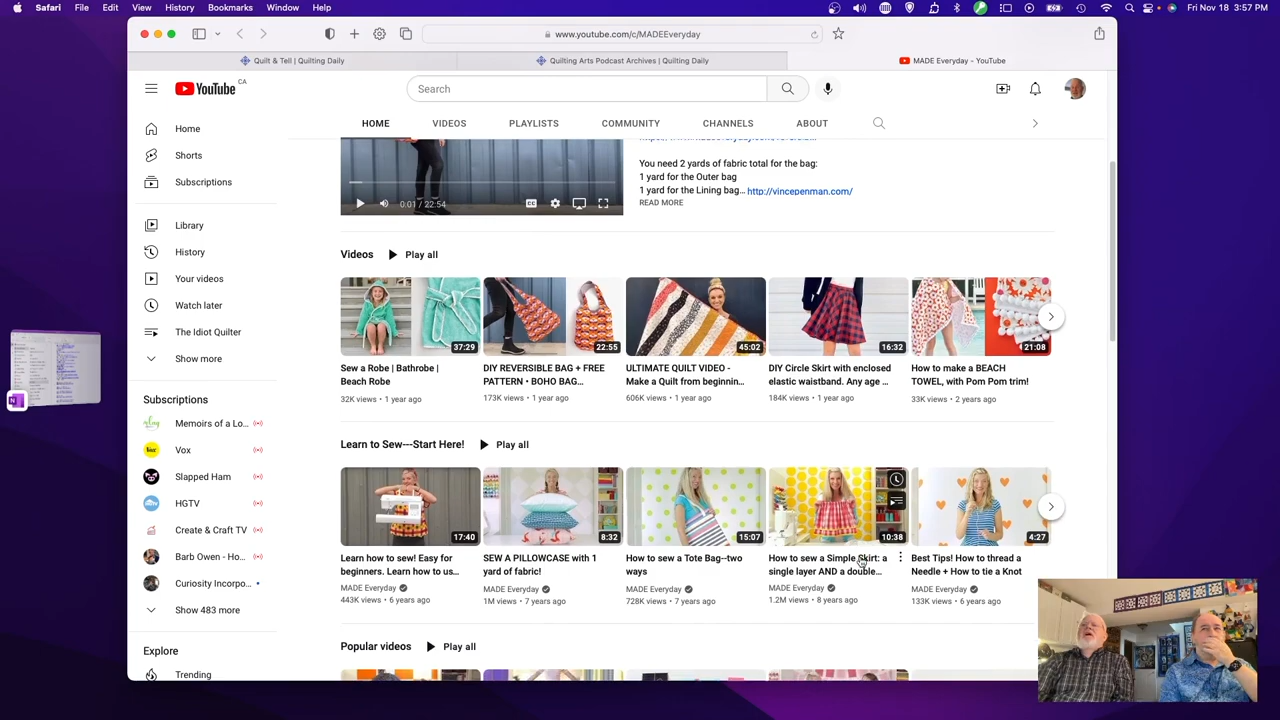 Safari File Edit View History Bookmarks Window Help
Fri Nov 18 3:57 PM
www.youtube.com/c/MADEEveryday
Quilt & Tell | Quilting Daily
Quilting Arts Podcast Archives | Quilting Daily
MADE Everyday - YouTube
YouTube CA
Search
HOME VIDEOS PLAYLISTS COMMUNITY CHANNELS ABOUT
Home
Shorts
Subscriptions
Library
History
Your videos
Watch later
The Idiot Quilter
Show more
Subscriptions
Memoirs of a Lo...
Vox
Slapped Ham
HGTV
Create & Craft TV
Barb Owen - Ho...
Curiosity Incorpo...
Show 483 more
Explore
Trending
0:01 / 22:54
You need 2 yards of fabric total for the bag:
1 yard for the Outer bag
1 yard for the Lining bag... http://vincepenman.com/
READ MORE
Videos Play all
37:29
22:55
45:02
16:32
21:08
Sew a Robe | Bathrobe |
Beach Robe
32K views • 1 year ago
DIY REVERSIBLE BAG + FREE
PATTERN • BOHO BAG...
173K views • 1 year ago
ULTIMATE QUILT VIDEO -
Make a Quilt from beginnin...
606K views • 1 year ago
DIY Circle Skirt with enclosed
elastic waistband. Any age ...
184K views • 1 year ago
How to make a BEACH
TOWEL, with Pom Pom trim!
33K views • 2 years ago
Learn to Sew---Start Here! Play all
17:40
8:32
15:07
10:38
4:27
Learn how to sew! Easy for
beginners. Learn how to us...
MADE Everyday
443K views • 6 years ago
SEW A PILLOWCASE with 1
yard of fabric!
MADE Everyday
1M views • 7 years ago
How to sew a Tote Bag--two
ways
MADE Everyday
728K views • 7 years ago
How to sew a Simple Skirt: a
single layer AND a double...
MADE Everyday
1.2M views • 8 years ago
Best Tips! How to thread a
Needle + How to tie a Knot
MADE Everyday
133K views • 6 years ago
Popular videos Play all